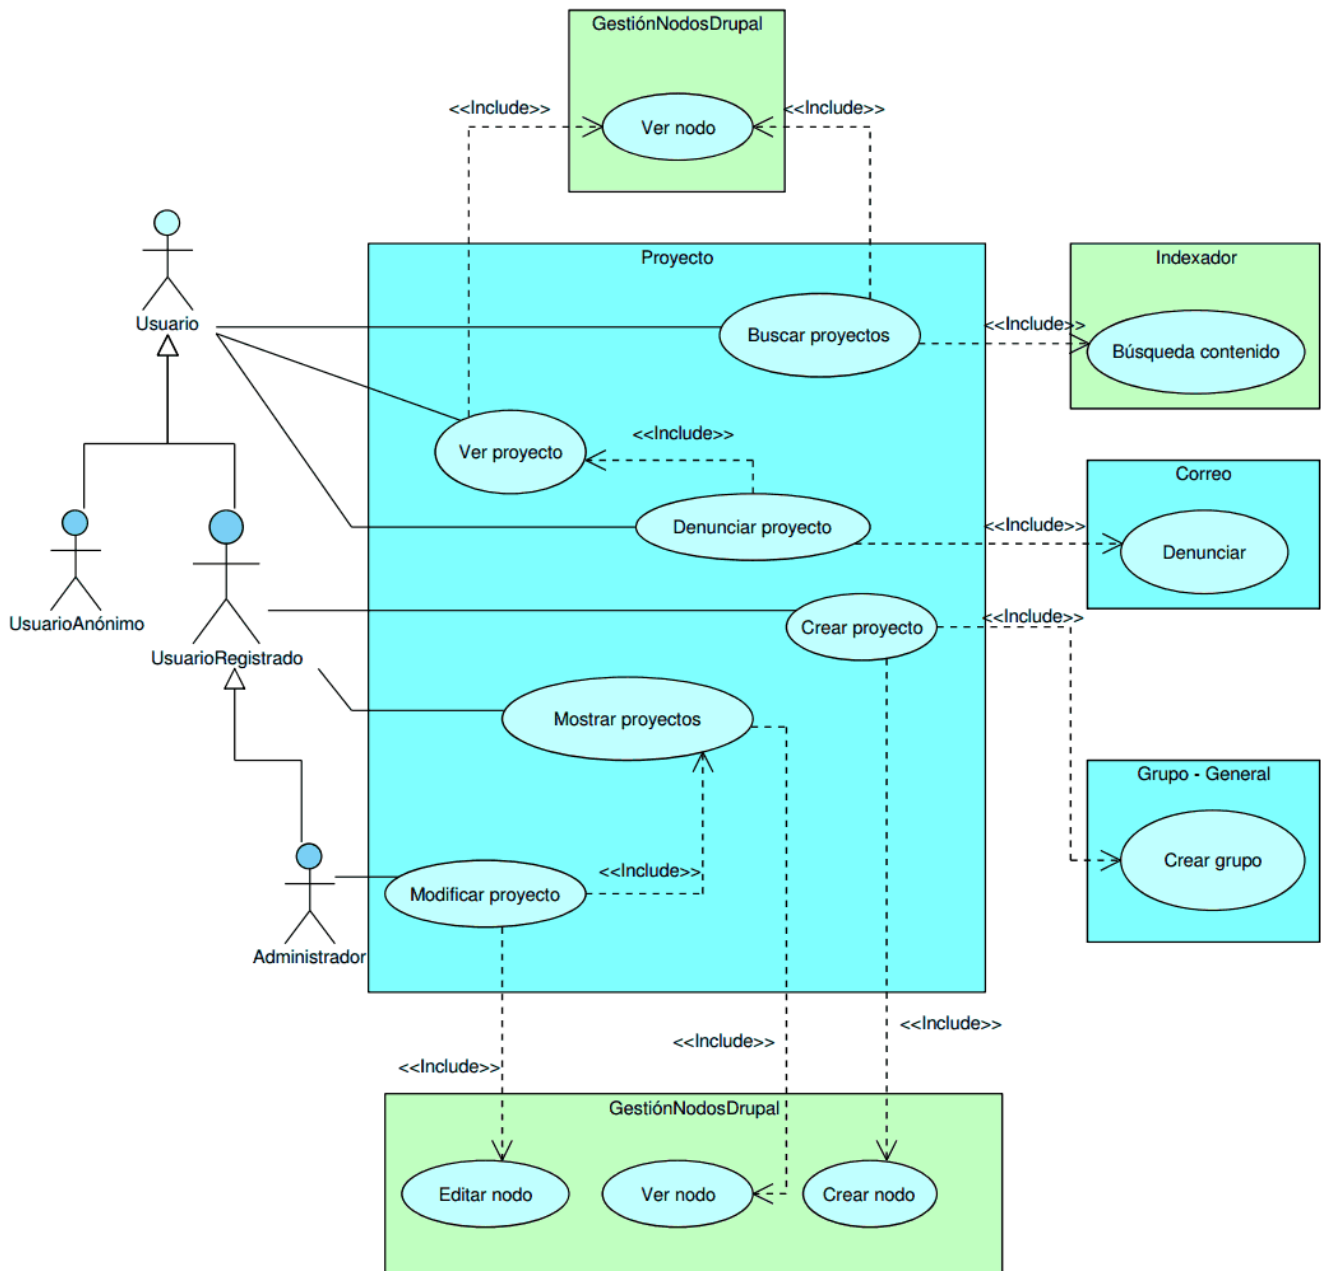 GestiónNodosDrupal
<<Include>>
<<Include>>
Ver nodo
Usuario
Proyecto
Indexador
Buscar proyectos
<<Include>>
Búsqueda contenido
Ver proyecto
<<Include>>
Correo
Denunciar proyecto
<<Include>>
Denunciar
UsuarioAnónimo
UsuarioRegistrado
Crear proyecto
<<Include>>
Mostrar proyectos
Grupo - General
Crear grupo
<<Include>>
Modificar proyecto
Administrador
<<Include>>
<<Include>>
<<Include>>
GestiónNodosDrupal
Editar nodo
Ver nodo
Crear nodo